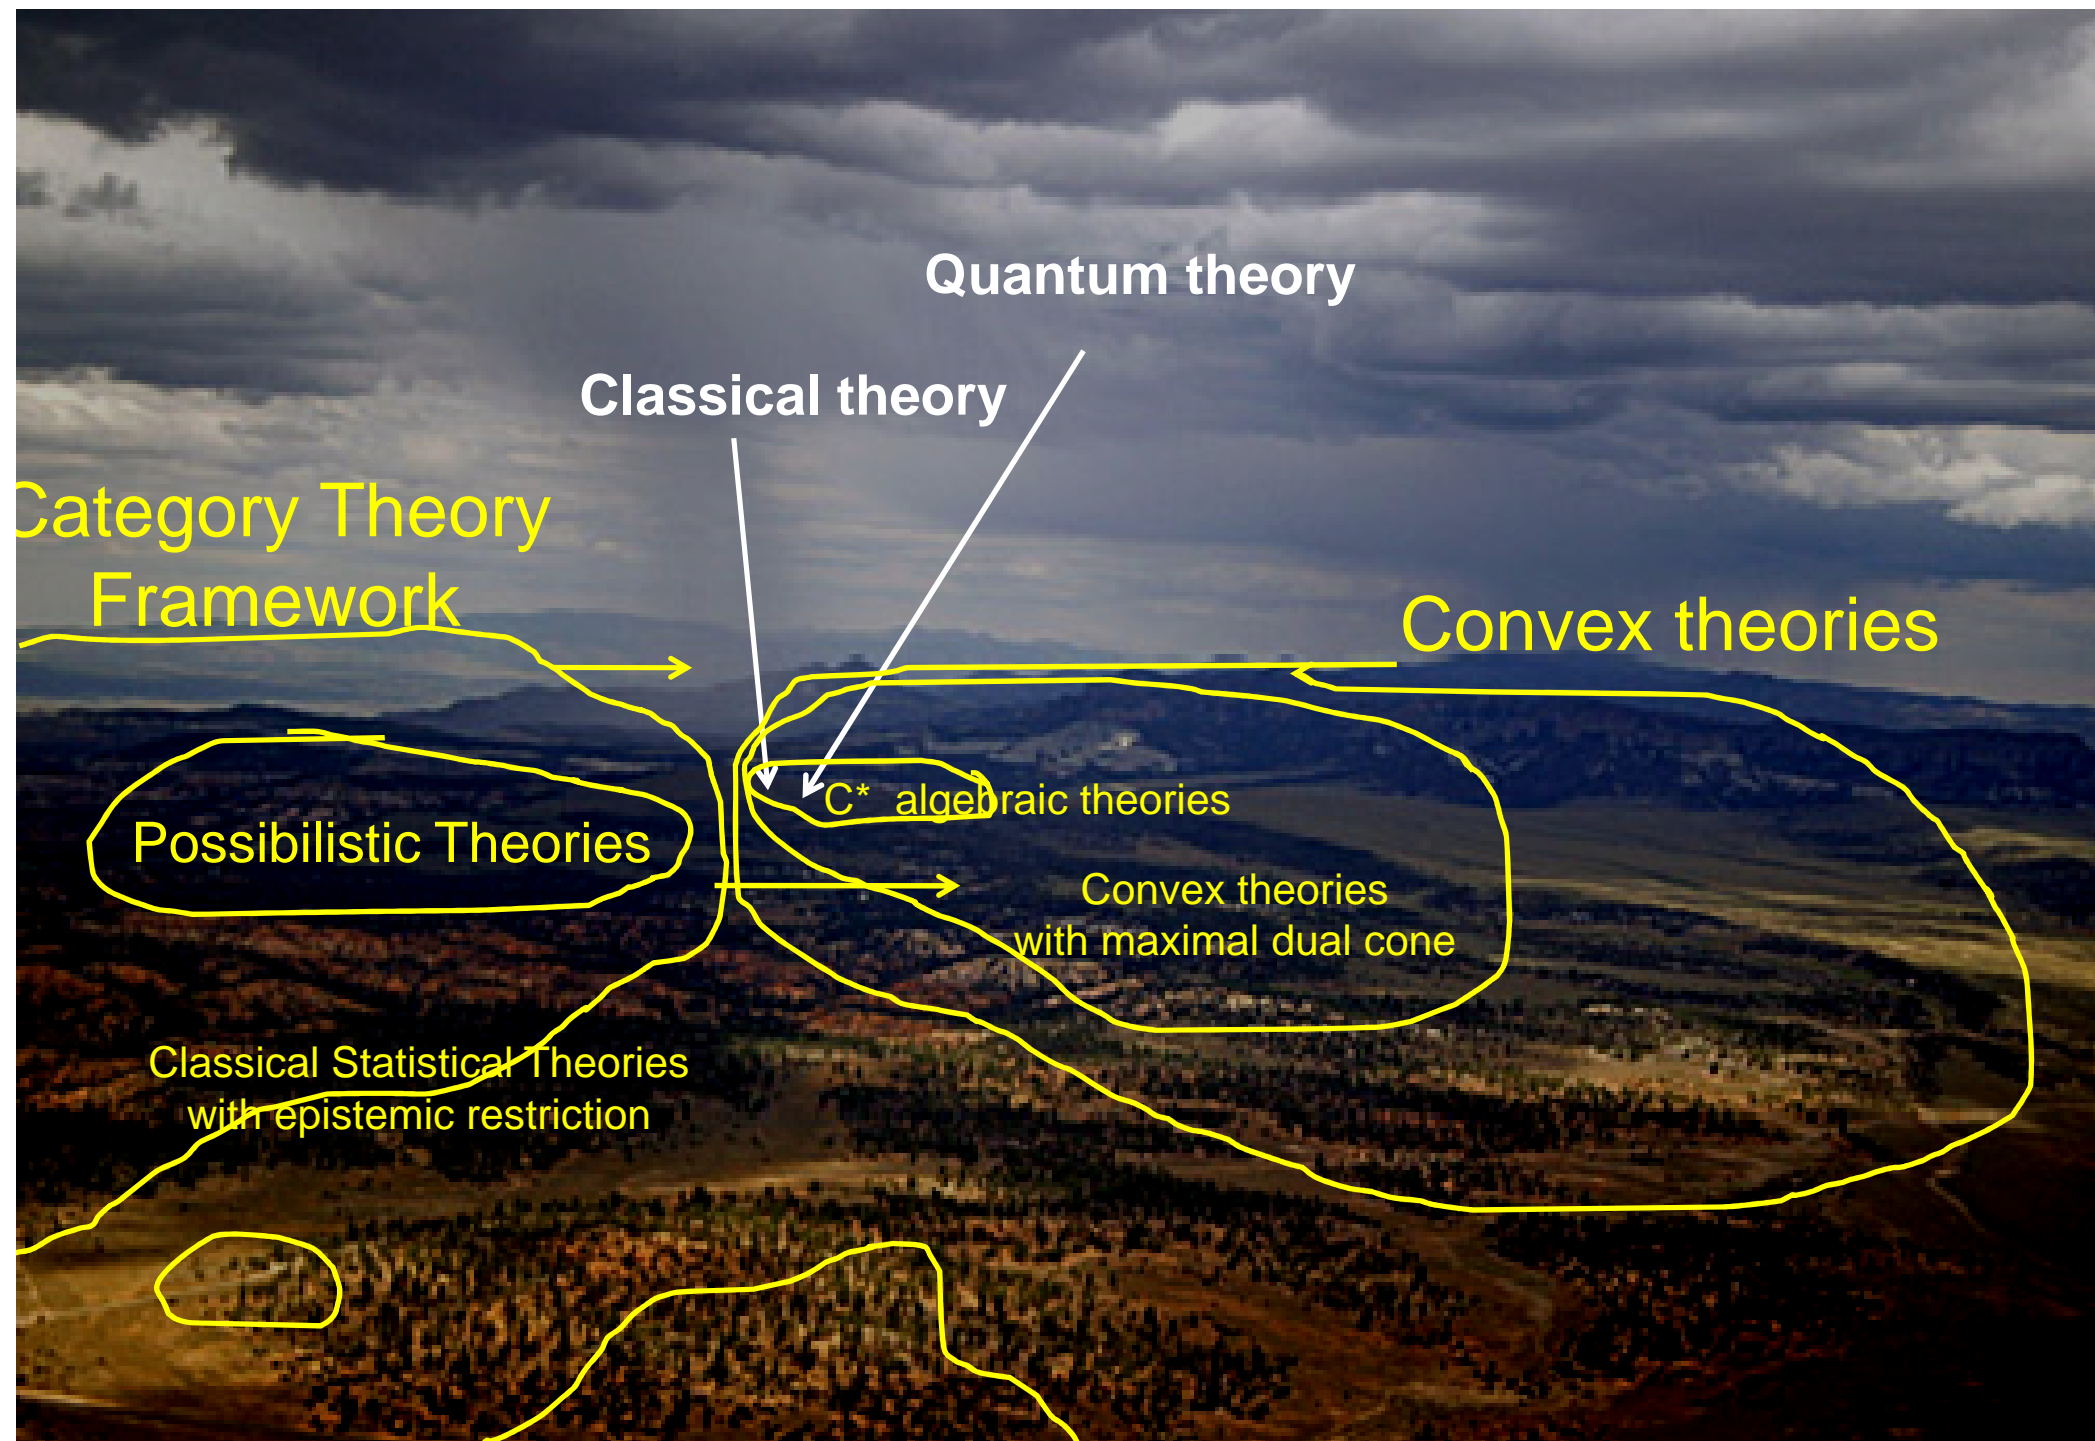 Quantum theory
Classical theory
Category Theory
Framework
Convex theories
C* algebraic theories
Possibilistic Theories
Convex theories
with maximal dual cone
Classical Statistical Theories
with epistemic restriction